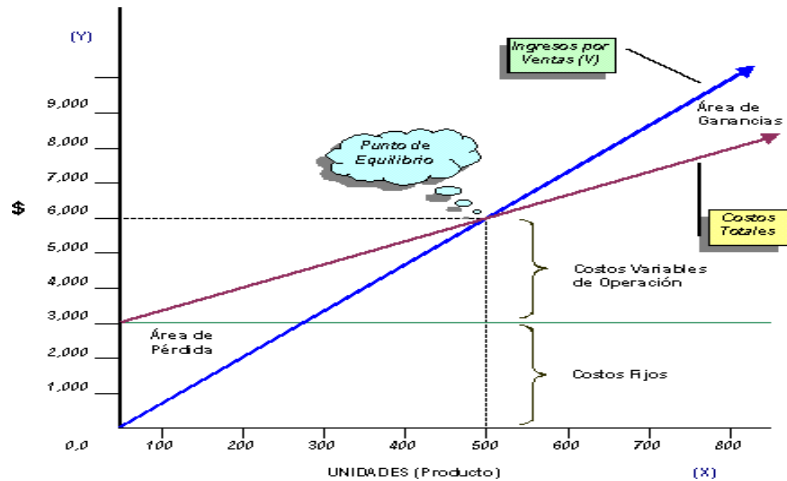 (Y)
Ingresos por
Ventas (V)
9,000
Área de
Ganancias
8,000
Punto de
Equilibrio
7,000
$
6,000
Costos
Totales
5,000
Costos Variables
de Operación
4,000
3,000
Área de
Pérdida
2,000
Costos Fijos
1,000
0,0
100
200
300
400
500
600
700
800
UNIDADES (Producto)
(X)